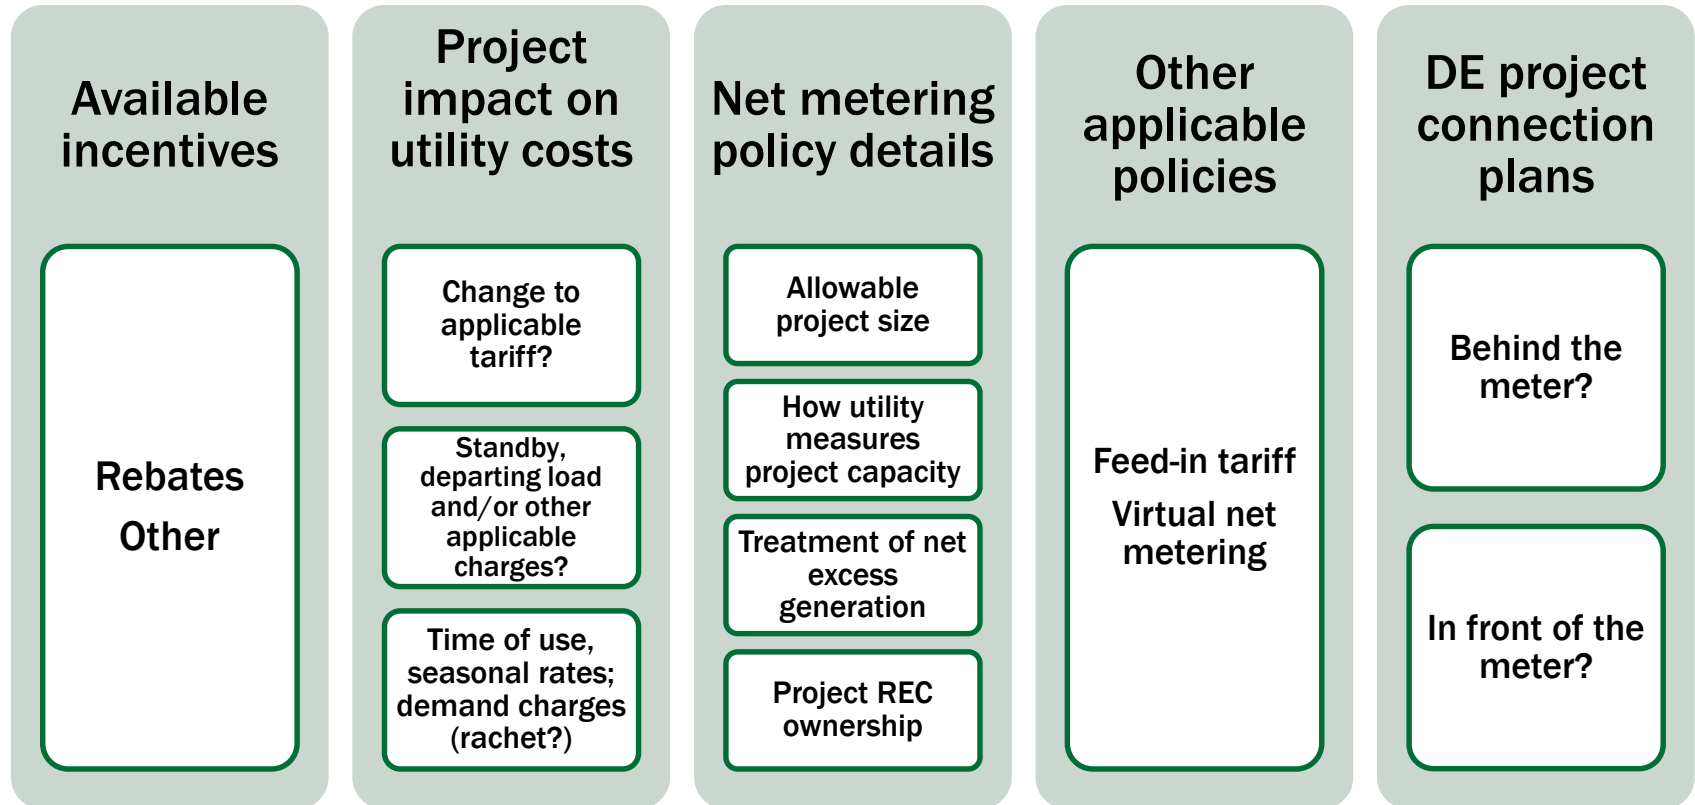 Available
incentives
Rebates
Other
Project
impact on
utility costs
Change to
applicable
tariff?
Standby,
departing load
and/or other
applicable
charges?
Time of use,
seasonal rates;
demand charges
(rachet?)
Net metering
policy details
Allowable
project size
How utility
measures
project capacity
Treatment of net
excess
generation
Project REC
ownership
Other
applicable
policies
Feed-in tariff
Virtual net
metering
DE project
connection
plans
Behind the
meter?
In front of the
meter?